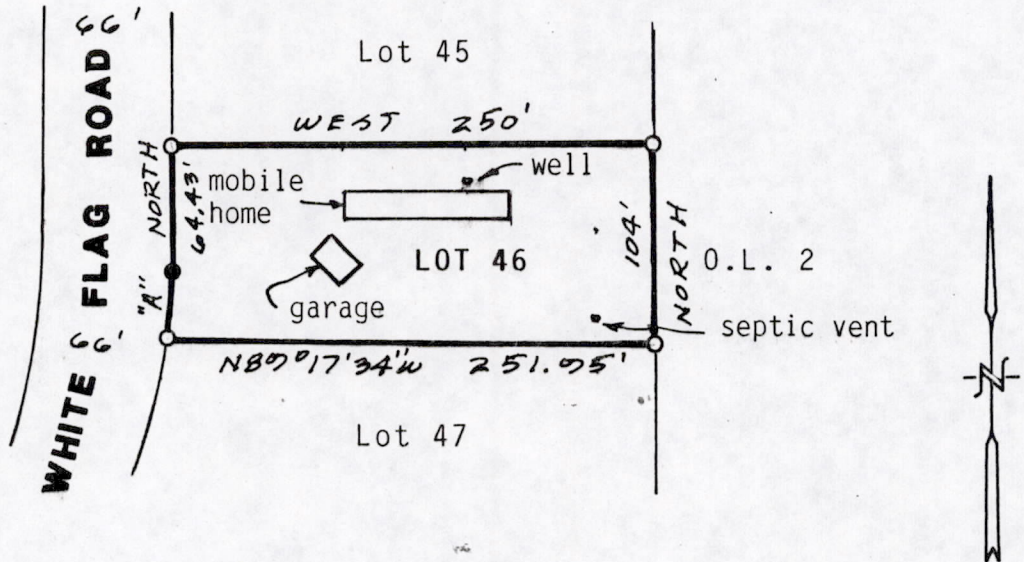 66'
Lot 45
WHITE FLAG ROAD
WEST 250'
NORTH
64.43'
mobile
home
well
LOT 46
104'
NORTH
O.L. 2
"A"
garage
66'
septic vent
N89°17'34"W 251.95'
Lot 47
N